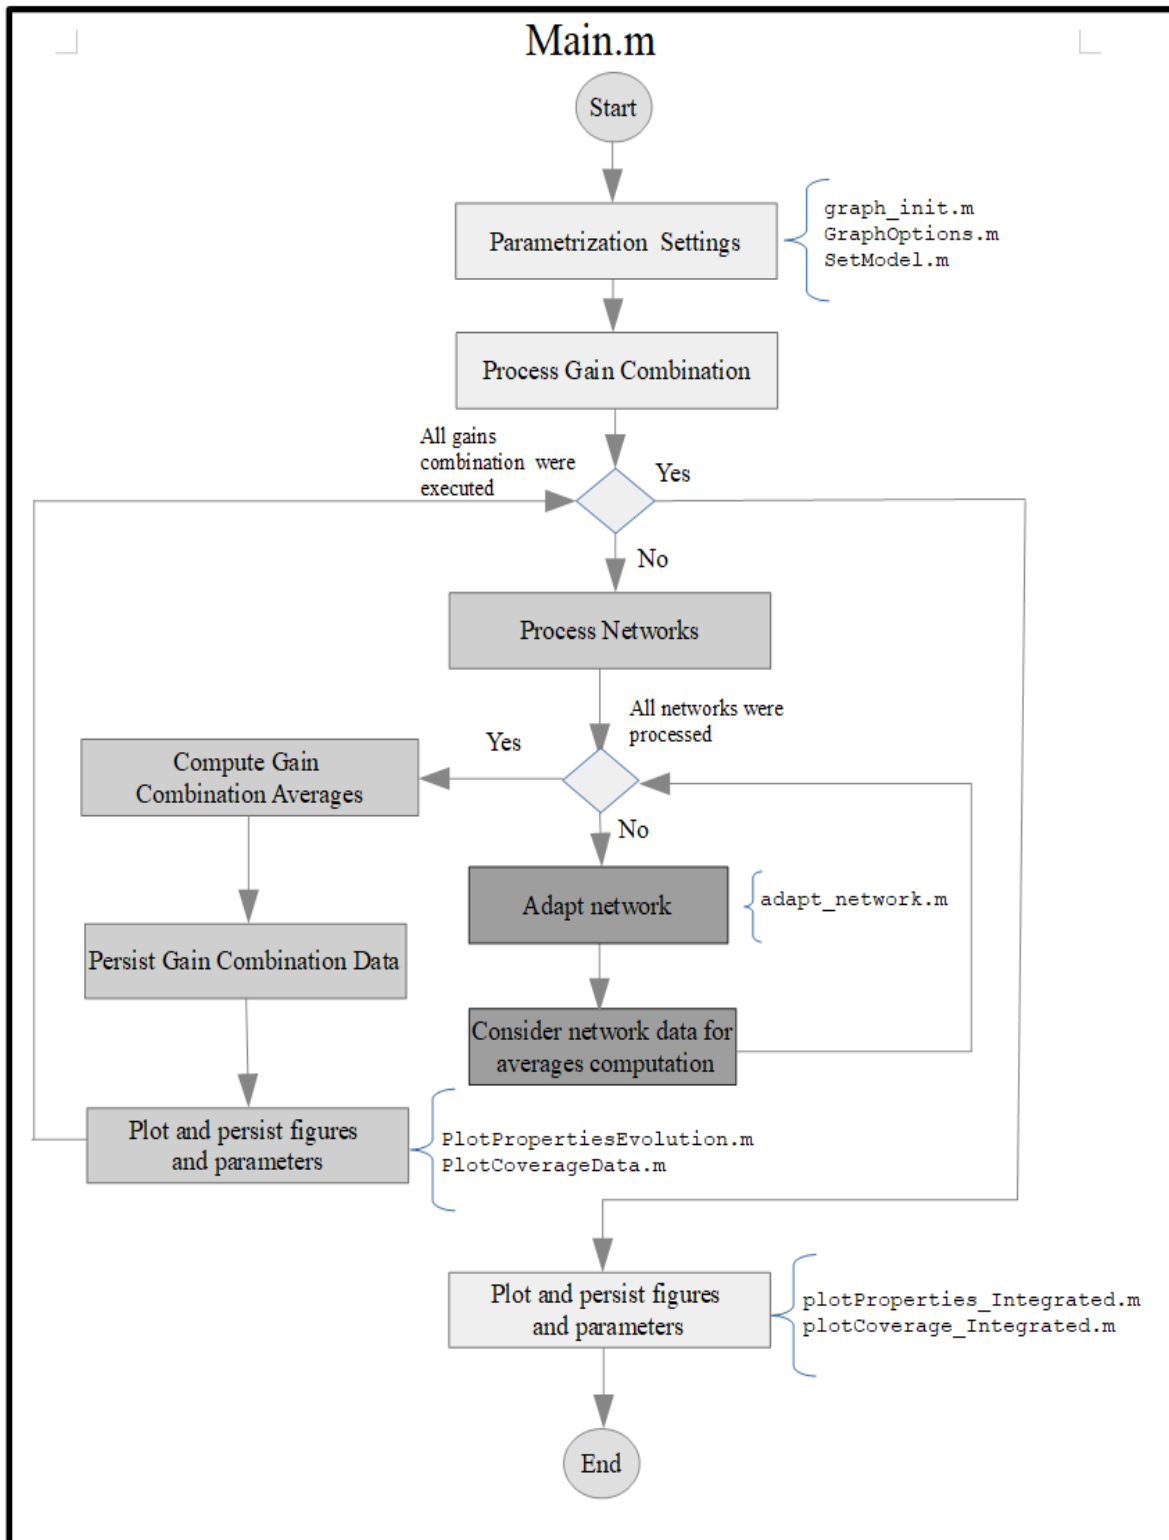 Main.m
Start
Parametrization Settings
graph_init.m
GraphOptions.m
SetModel.m
Process Gain Combination
All gains
combination were
executed
Yes
No
Process Networks
All networks were
processed
Yes
Compute Gain
Combination Averages
No
Adapt network
adapt_network.m
Persist Gain Combination Data
Consider network data for
averages computation
Plot and persist figures
and parameters
PlotPropertiesEvolution.m
PlotCoverageData.m
Plot and persist figures
and parameters
plotProperties_Integrated.m
plotCoverage_Integrated.m
End